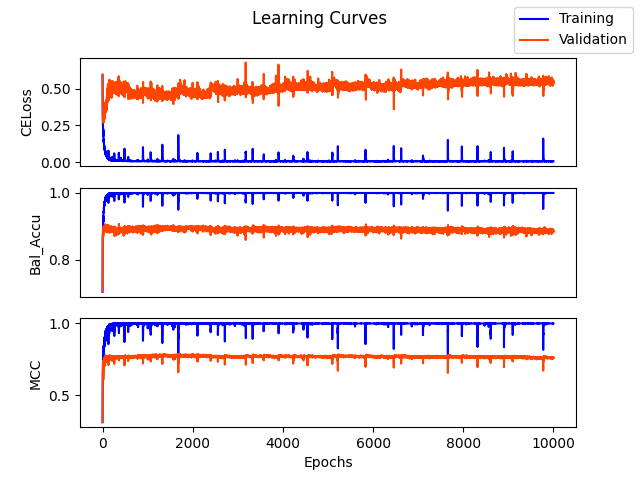 Learning Curves
Training
Validation
CELoss
0.50
0.25
0.00
Bal_Accu
1.0
0.8
MCC
1.0
0.5
0 2000 4000 6000 8000 10000
Epochs